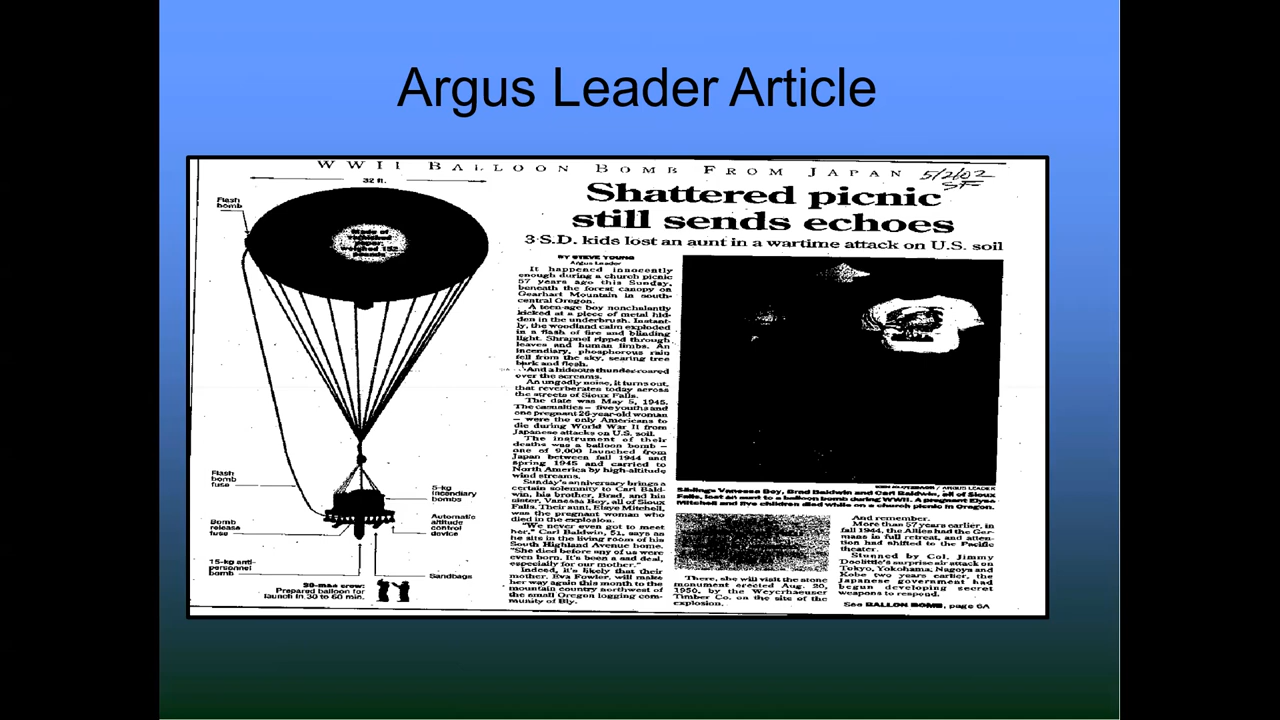 Argus Leader Article
WWII BALLOON BOMB FROM JAPAN
5/2/02
SF
32 ft.
Flash
bomb
Made of
paper;
weighed 152
Flash
bomb
fuse
Bomb
release
fuse
15-kg anti-
personnel
bomb
5-kg
incendiary
bombs
Automatic
altitude
control
device
Sandbags
30-man crew:
Prepared balloon for
launch in 30 to 60 min.
Shattered picnic
still sends echoes
3 S.D. kids lost an aunt in a wartime attack on U.S. soil
BY STEVE YOUNG
Argus Leader
It happened innocently
enough during a church picnic
57 years ago this Sunday,
beneath the forest canopy on
Gearhart Mountain in south-
central Oregon.
A teen-age boy nonchalantly
kicked at a piece of metal hid-
den in the underbrush. Instant-
ly, the woodland calm exploded
in a flash of fire and blinding
light. Shrapnel ripped through
leaves and human limbs. An
incendiary, phosphorous rain
fell from the sky, searing tree
bark and flesh.
And a hideous thunder roared
over the screams.
An ungodly noise, it turns out,
that reverberates today across
the streets of Sioux Falls.
The date was May 5, 1945.
The casualties – five youths and
one pregnant 26-year-old woman
– were the only Americans to
die during World War II from
Japanese attacks on U.S. soil.
The instrument of their
deaths was a balloon bomb –
one of 9,000 launched from
Japan between fall 1944 and
spring 1945 and carried to
North America by high-altitude
wind streams.
Sunday's anniversary brings a
certain solemnity to Carl Bald-
win, his brother, Brad, and his
sister, Vanessa Boy, all of Sioux
Falls. Their aunt, Elsye Mitchell,
was the pregnant woman who
died in the explosion.
"We never even got to meet
her," Carl Baldwin, 51, says as
he sits in the living room of his
South Highland Avenue home.
"She died before any of us were
even born. It's been a sad deal,
especially for our mother."
Indeed, it's likely that their
mother, Eva Fowler, will make
her way again this month to the
mountain country northwest of
the small Oregon logging com-
munity of Bly.
/ ARGUS LEADER
Siblings Vanessa Boy, Brad Baldwin and Carl Baldwin, all of Sioux
Falls, lost an aunt to a balloon bomb during WWII. A pregnant Elyse
Mitchell and five children died while on a church picnic in Oregon.
There, she will visit the stone
monument erected Aug. 20,
1950, by the Weyerhaeuser
Timber Co. on the site of the
explosion.
And remember.
More than 57 years earlier, in
fall 1944, the Allies had the Ger-
mans in full retreat, and atten-
tion had shifted to the Pacific
theater.
Stunned by Col. Jimmy
Doolittle's surprise air attack on
Tokyo, Yokohama, Nagoya and
Kobe two years earlier, the
Japanese government had
begun developing secret
weapons to respond.
See BALLON BOMB, page 6A